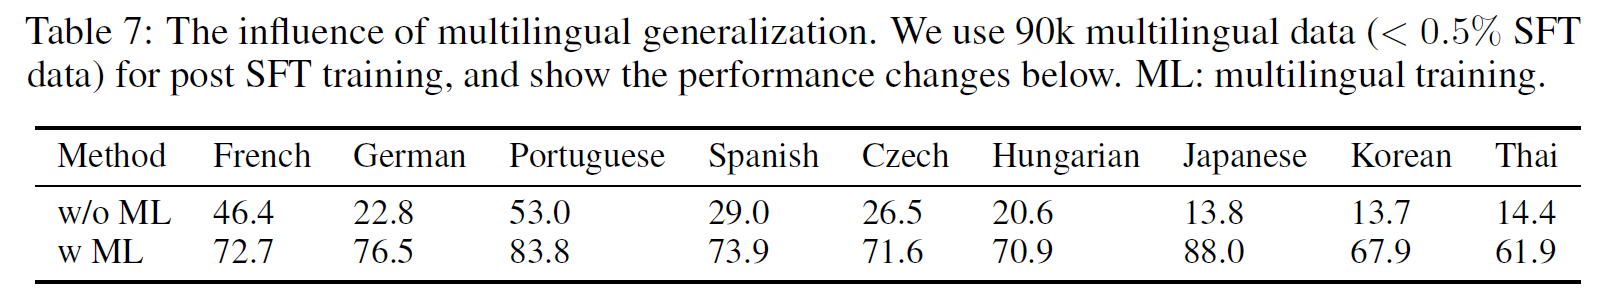 Table 7: The influence of multilingual generalization. We use 90k multilingual data (< 0.5% SFT
data) for post SFT training, and show the performance changes below. ML: multilingual training.
Method French German Portuguese Spanish Czech Hungarian Japanese Korean Thai
w/o ML 46.4 22.8 53.0 29.0 26.5 20.6 13.8 13.7 14.4
w ML 72.7 76.5 83.8 73.9 71.6 70.9 88.0 67.9 61.9